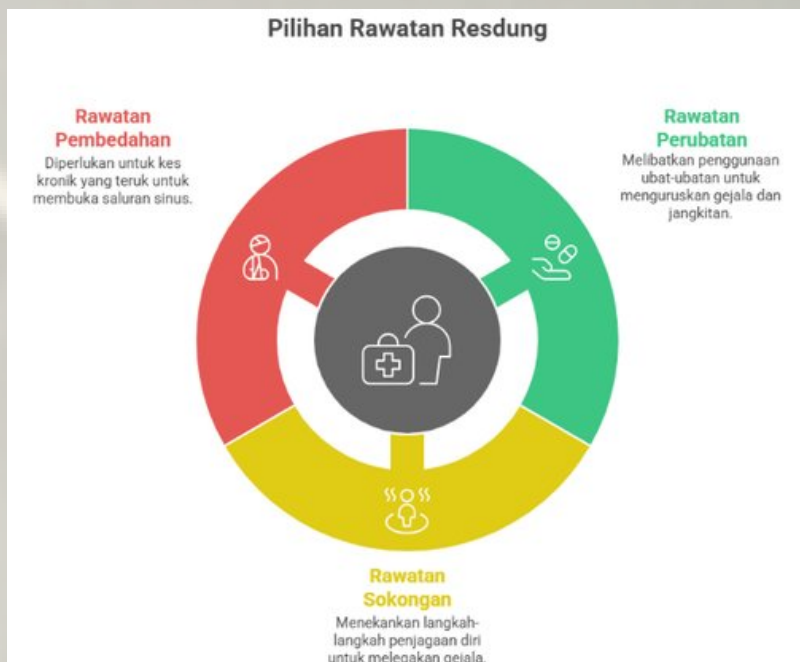 Pilihan Rawatan Resdung
Rawatan
Pembedahan
Diperlukan untuk kes
kronik yang teruk untuk
membuka saluran sinus.
Rawatan
Perubatan
Melibatkan penggunaan
ubat-ubatan untuk
menguruskan gejala dan
jangkitan.
Rawatan
Sokongan
Menekankan langkah-
langkah penjagaan diri
untuk melegakan gejala.